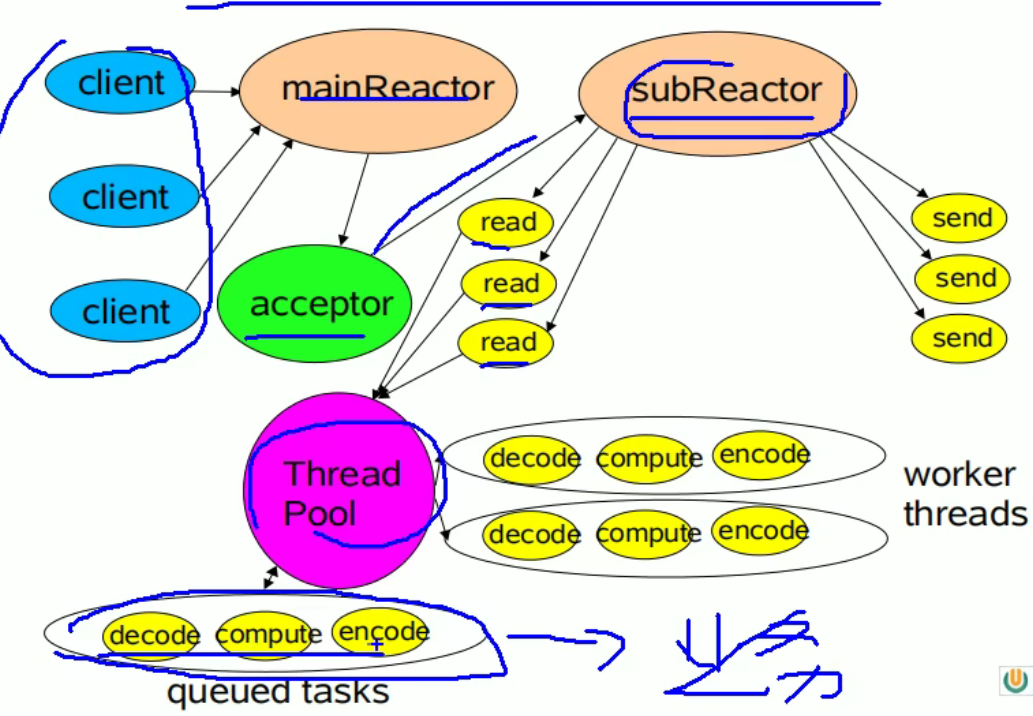 client
mainReactor
subReactor
client
client
acceptor
read
read
read
send
send
send
Thread
Pool
decode compute encode
decode compute encode
worker
threads
decode compute encode
queued tasks
业务